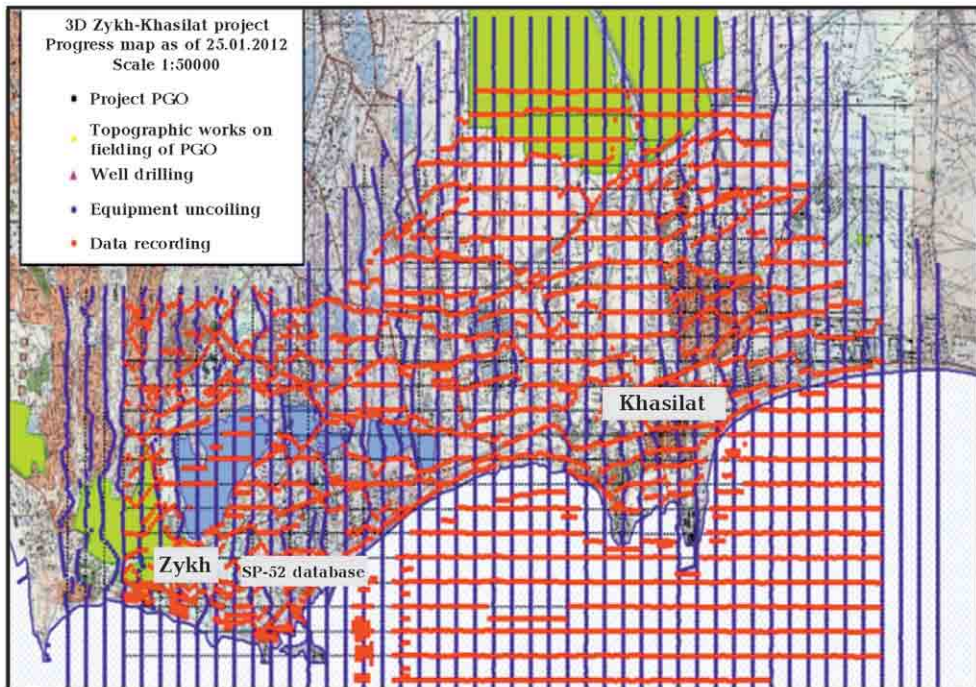 3D Zykh-Khasilat project
Progress map as of 25.01.2012
Scale 1:50000
Project PGO
Topographic works on
fielding of PGO
Well drilling
Equipment uncoiling
Data recording
Khasilat
Zykh
SP-52 database